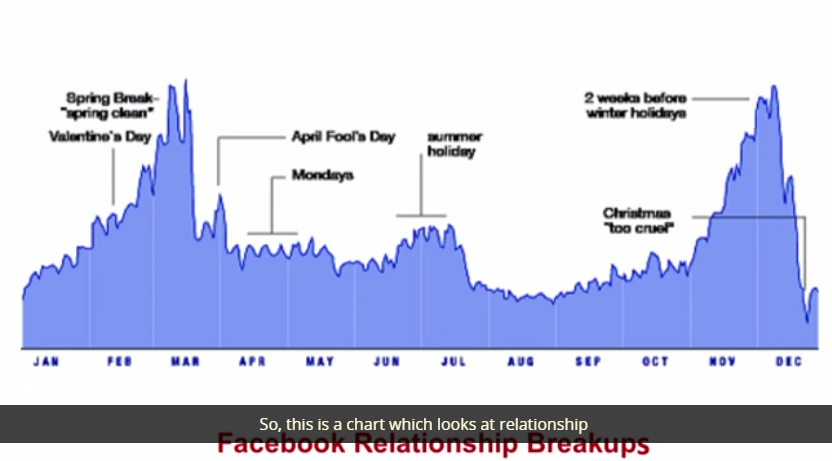 Spring Break-
"spring clean"
Valentine's Day
April Fool's Day
Mondays
summer
holiday
2 weeks before
winter holidays
Christmas
"too cruel"
JAN FEB MAR APR MAY JUN JUL AUG SEP OCT NOV DEC
So, this is a chart which looks at relationship
Facebook Relationship Breakups